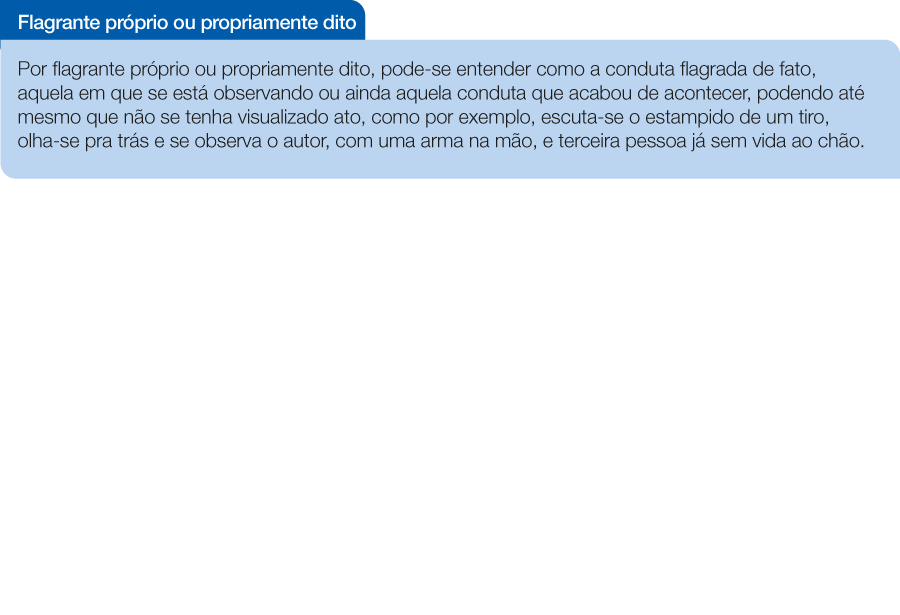 Flagrante próprio ou propriamente dito
Por flagrante próprio ou propriamente dito, pode-se entender como a conduta flagrada de fato,
aquela em que se está observando ou ainda aquela conduta que acabou de acontecer, podendo até
mesmo que não se tenha visualizado ato, como por exemplo, escuta-se o estampido de um tiro,
olha-se pra trás e se observa o autor, com uma arma na mão, e terceira pessoa já sem vida ao chão.